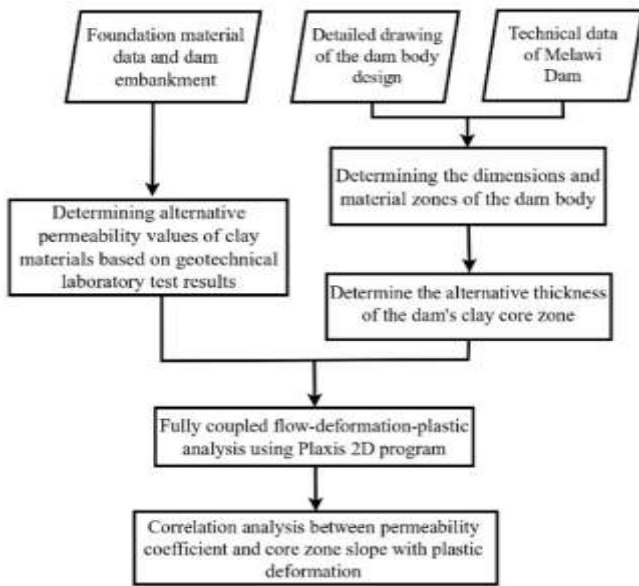 Foundation material
data and dam
embankment
Detailed drawing
of the dam body
design
Technical data
of Melawi
Dam
Determining the dimensions and
material zones of the dam body
Determining alternative
permeability values of clay
materials based on geotechnical
laboratory test results
Determine the alternative thickness
of the dam's clay core zone
Fully coupled flow-deformation-plastic
analysis using Plaxis 2D program
Correlation analysis between permeability
coefficient and core zone slope with plastic
deformation